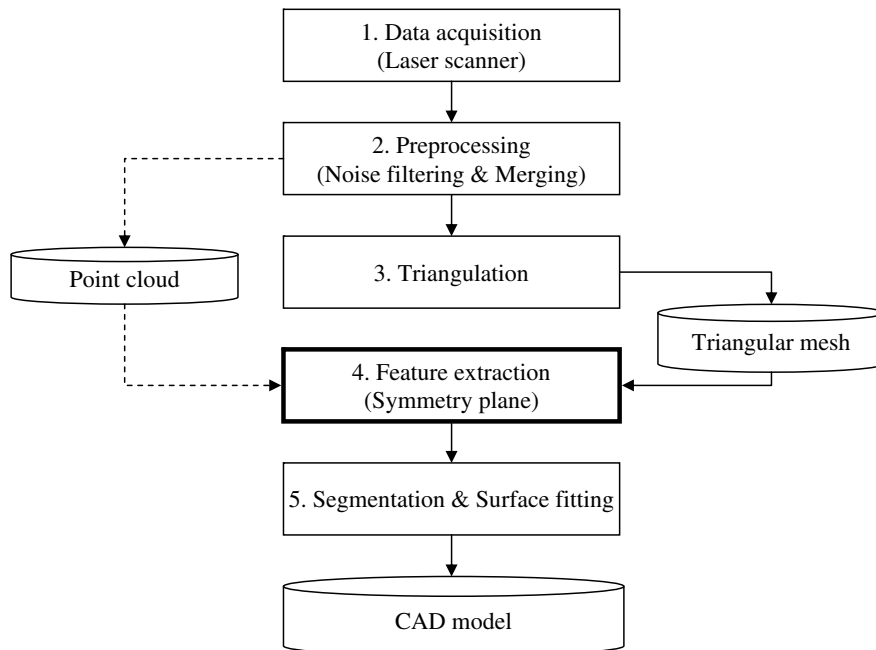 1. Data acquisition
(Laser scanner)
2. Preprocessing
(Noise filtering & Merging)
Point cloud
3. Triangulation
Triangular mesh
4. Feature extraction
(Symmetry plane)
5. Segmentation & Surface fitting
CAD model